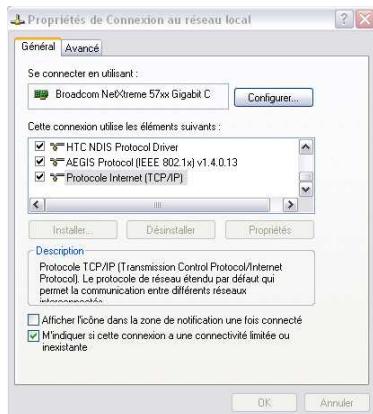 Propriétés de Connexion au réseau local
Général Avancé
Se connecter en utilisant :
Broadcom NetXtreme 57xx Gigabit C
Configurer...
Cette connexion utilise les éléments suivants :
HTC NDIS Protocol Driver
AEGIS Protocol (IEEE 802.1x) v1.4.0.13
Protocole Internet (TCP/IP)
Installer... Désinstaller Propriétés
Description
Protocole TCP/IP (Transmission Control Protocol/Internet
Protocol). Le protocole de réseau étendu par défaut qui
permet la communication entre différents réseaux
interconnectés
Afficher l'icône dans la zone de notification une fois connecté
M'indiquer si cette connexion a une connectivité limitée ou
inexistante
OK Annuler